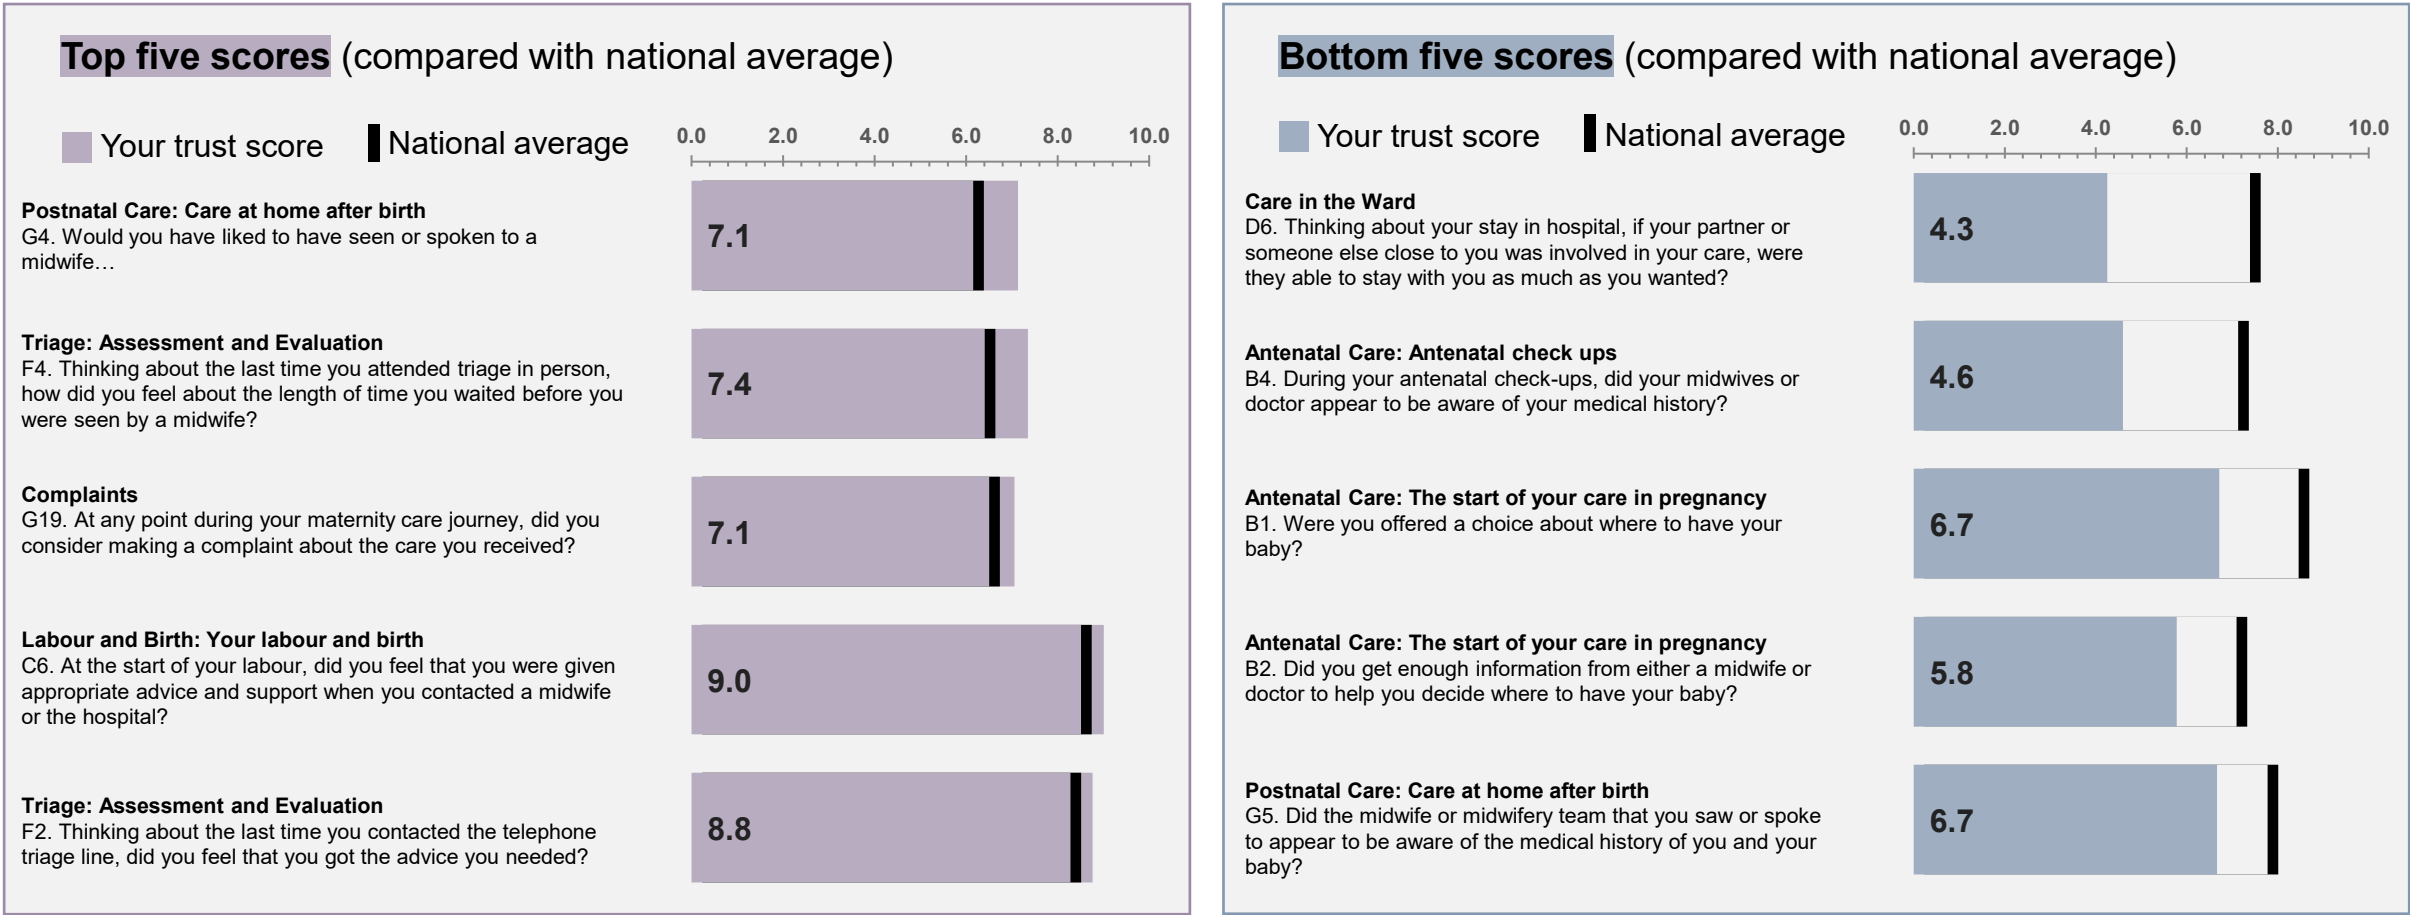 Top five scores (compared with national average)
Your trust score
National average
0.0 2.0 4.0 6.0 8.0 10.0
Postnatal Care: Care at home after birth
G4. Would you have liked to have seen or spoken to a
midwife…
7.1
Triage: Assessment and Evaluation
F4. Thinking about the last time you attended triage in person,
how did you feel about the length of time you waited before you
were seen by a midwife?
7.4
Complaints
G19. At any point during your maternity care journey, did you
consider making a complaint about the care you received?
7.1
Labour and Birth: Your labour and birth
C6. At the start of your labour, did you feel that you were given
appropriate advice and support when you contacted a midwife
or the hospital?
9.0
Triage: Assessment and Evaluation
F2. Thinking about the last time you contacted the telephone
triage line, did you feel that you got the advice you needed?
8.8
Bottom five scores (compared with national average)
Your trust score
National average
0.0 2.0 4.0 6.0 8.0 10.0
Care in the Ward
D6. Thinking about your stay in hospital, if your partner or
someone else close to you was involved in your care, were
they able to stay with you as much as you wanted?
4.3
Antenatal Care: Antenatal check ups
B4. During your antenatal check-ups, did your midwives or
doctor appear to be aware of your medical history?
4.6
Antenatal Care: The start of your care in pregnancy
B1. Were you offered a choice about where to have your
baby?
6.7
Antenatal Care: The start of your care in pregnancy
B2. Did you get enough information from either a midwife or
doctor to help you decide where to have your baby?
5.8
Postnatal Care: Care at home after birth
G5. Did the midwife or midwifery team that you saw or spoke
to appear to be aware of the medical history of you and your
baby?
6.7